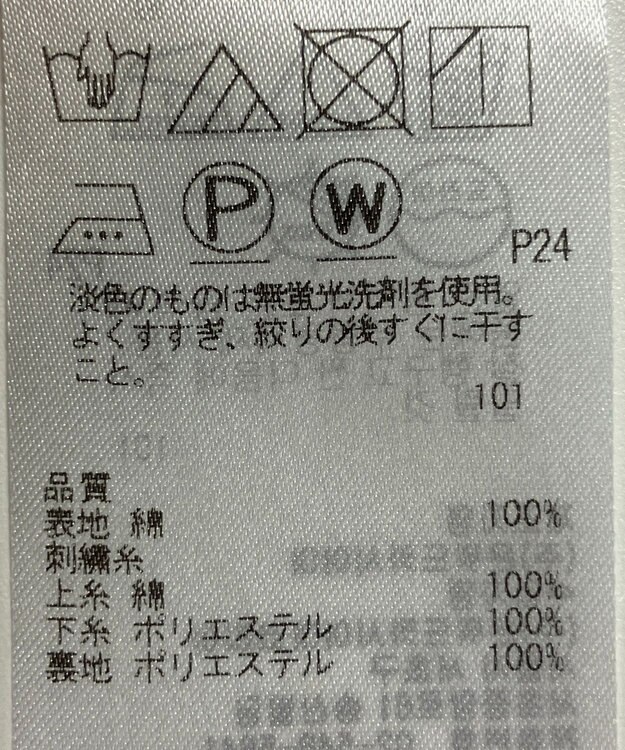 P W
P24
淡色のものは無蛍光洗剤を使用。
よくすすぎ、絞りの後すぐに干す
こと。
101
品質
表地 綿 100%
刺繍糸
上糸 綿 100%
下糸 ポリエステル 100%
裏地 ポリエステル 100%